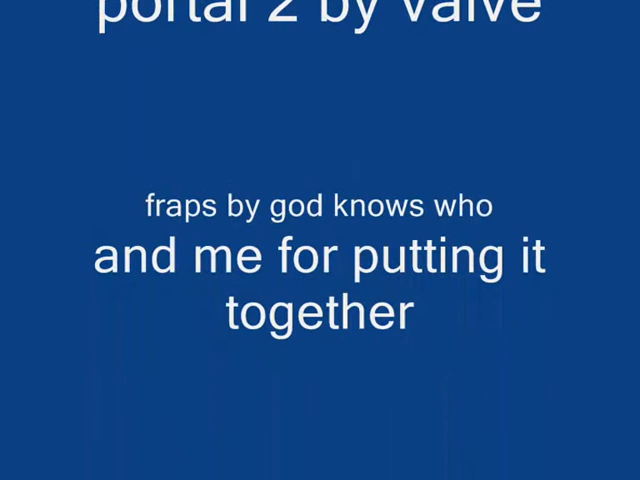 portal 2 by valve
fraps by god knows who
and me for putting it
together